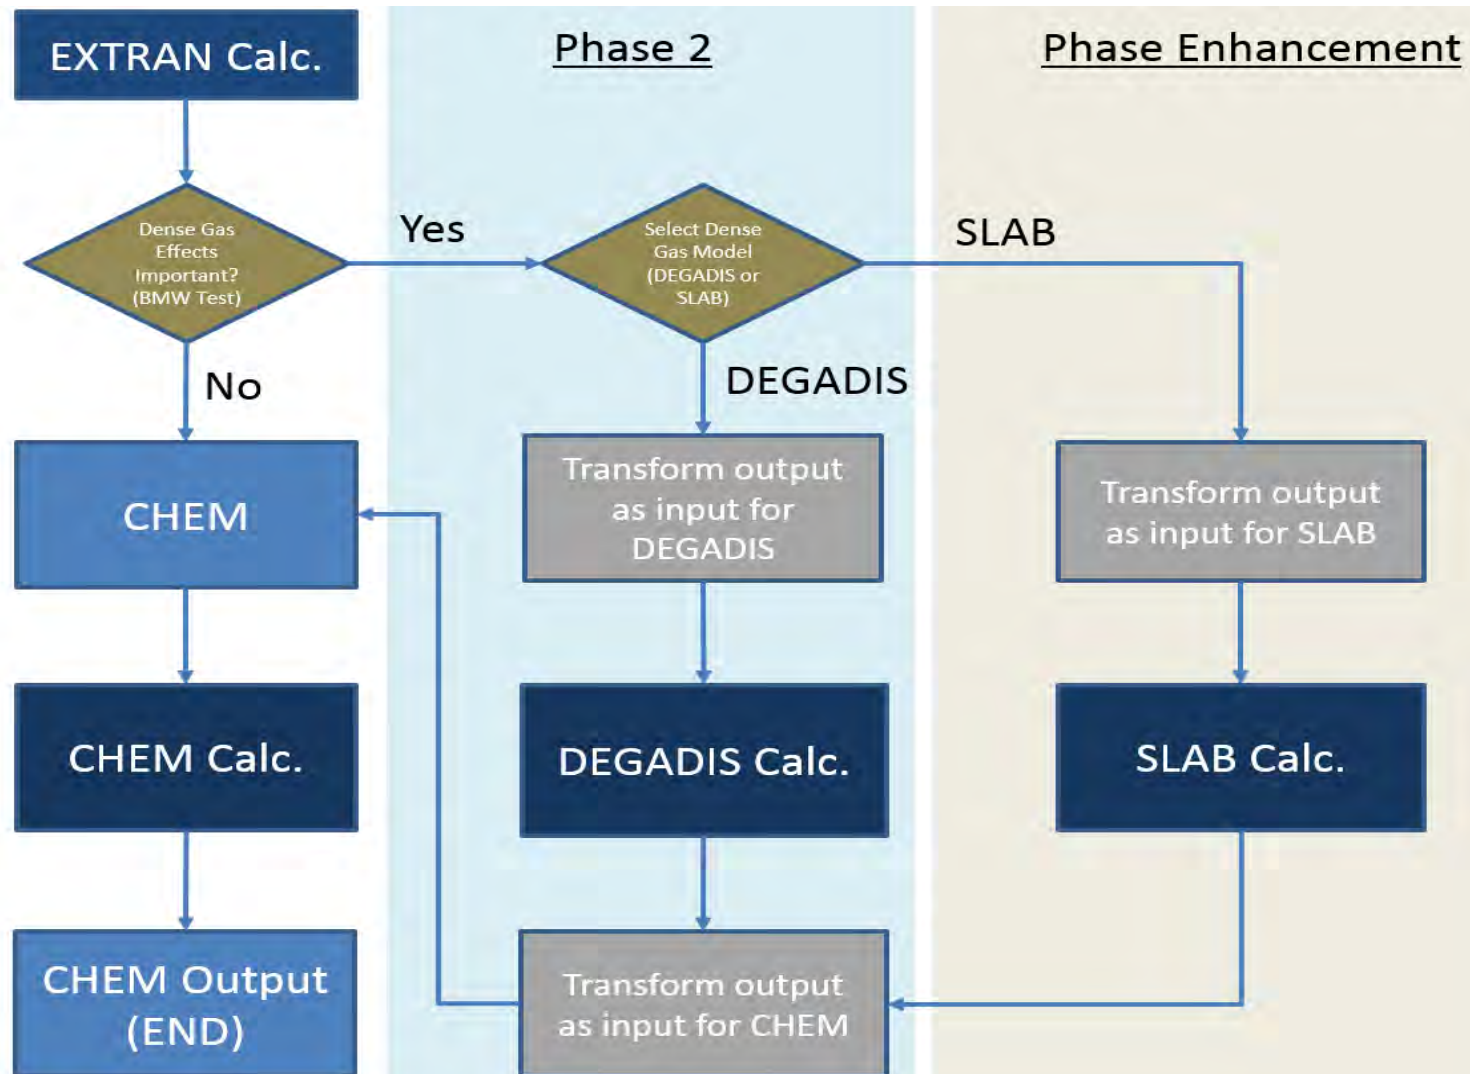 EXTRAN Calc.
Phase 2
Phase Enhancement
Dense Gas
Effects
Important?
(BMW Test)
Yes
Select Dense
Gas Model
(DEGADIS or
SLAB)
SLAB
No
DEGADIS
CHEM
Transform output
as input for
DEGADIS
Transform output
as input for SLAB
CHEM Calc.
DEGADIS Calc.
SLAB Calc.
CHEM Output
(END)
Transform output
as input for CHEM